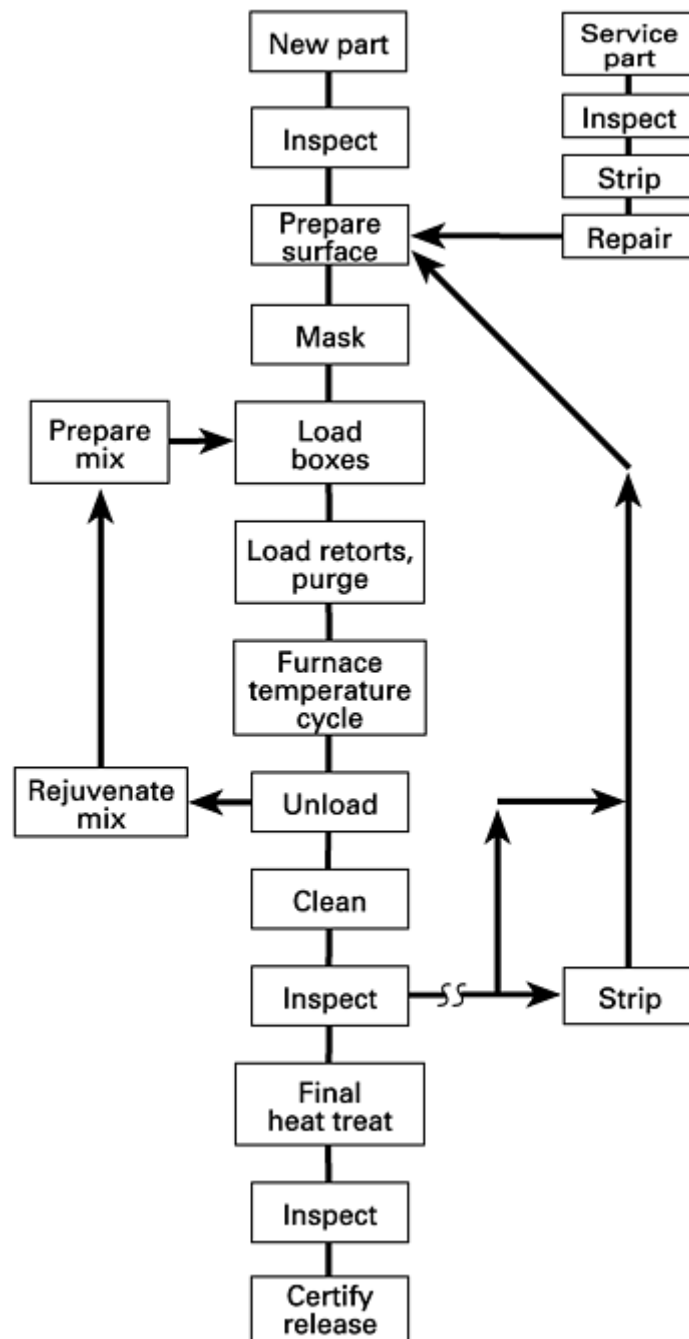 New part
Service
part
Inspect
Inspect
Strip
Prepare
surface
Repair
Mask
Prepare
mix
Load
boxes
Load retorts,
purge
Furnace
temperature
cycle
Rejuvenate
mix
Unload
Clean
Inspect
Strip
Final
heat treat
Inspect
Certify
release